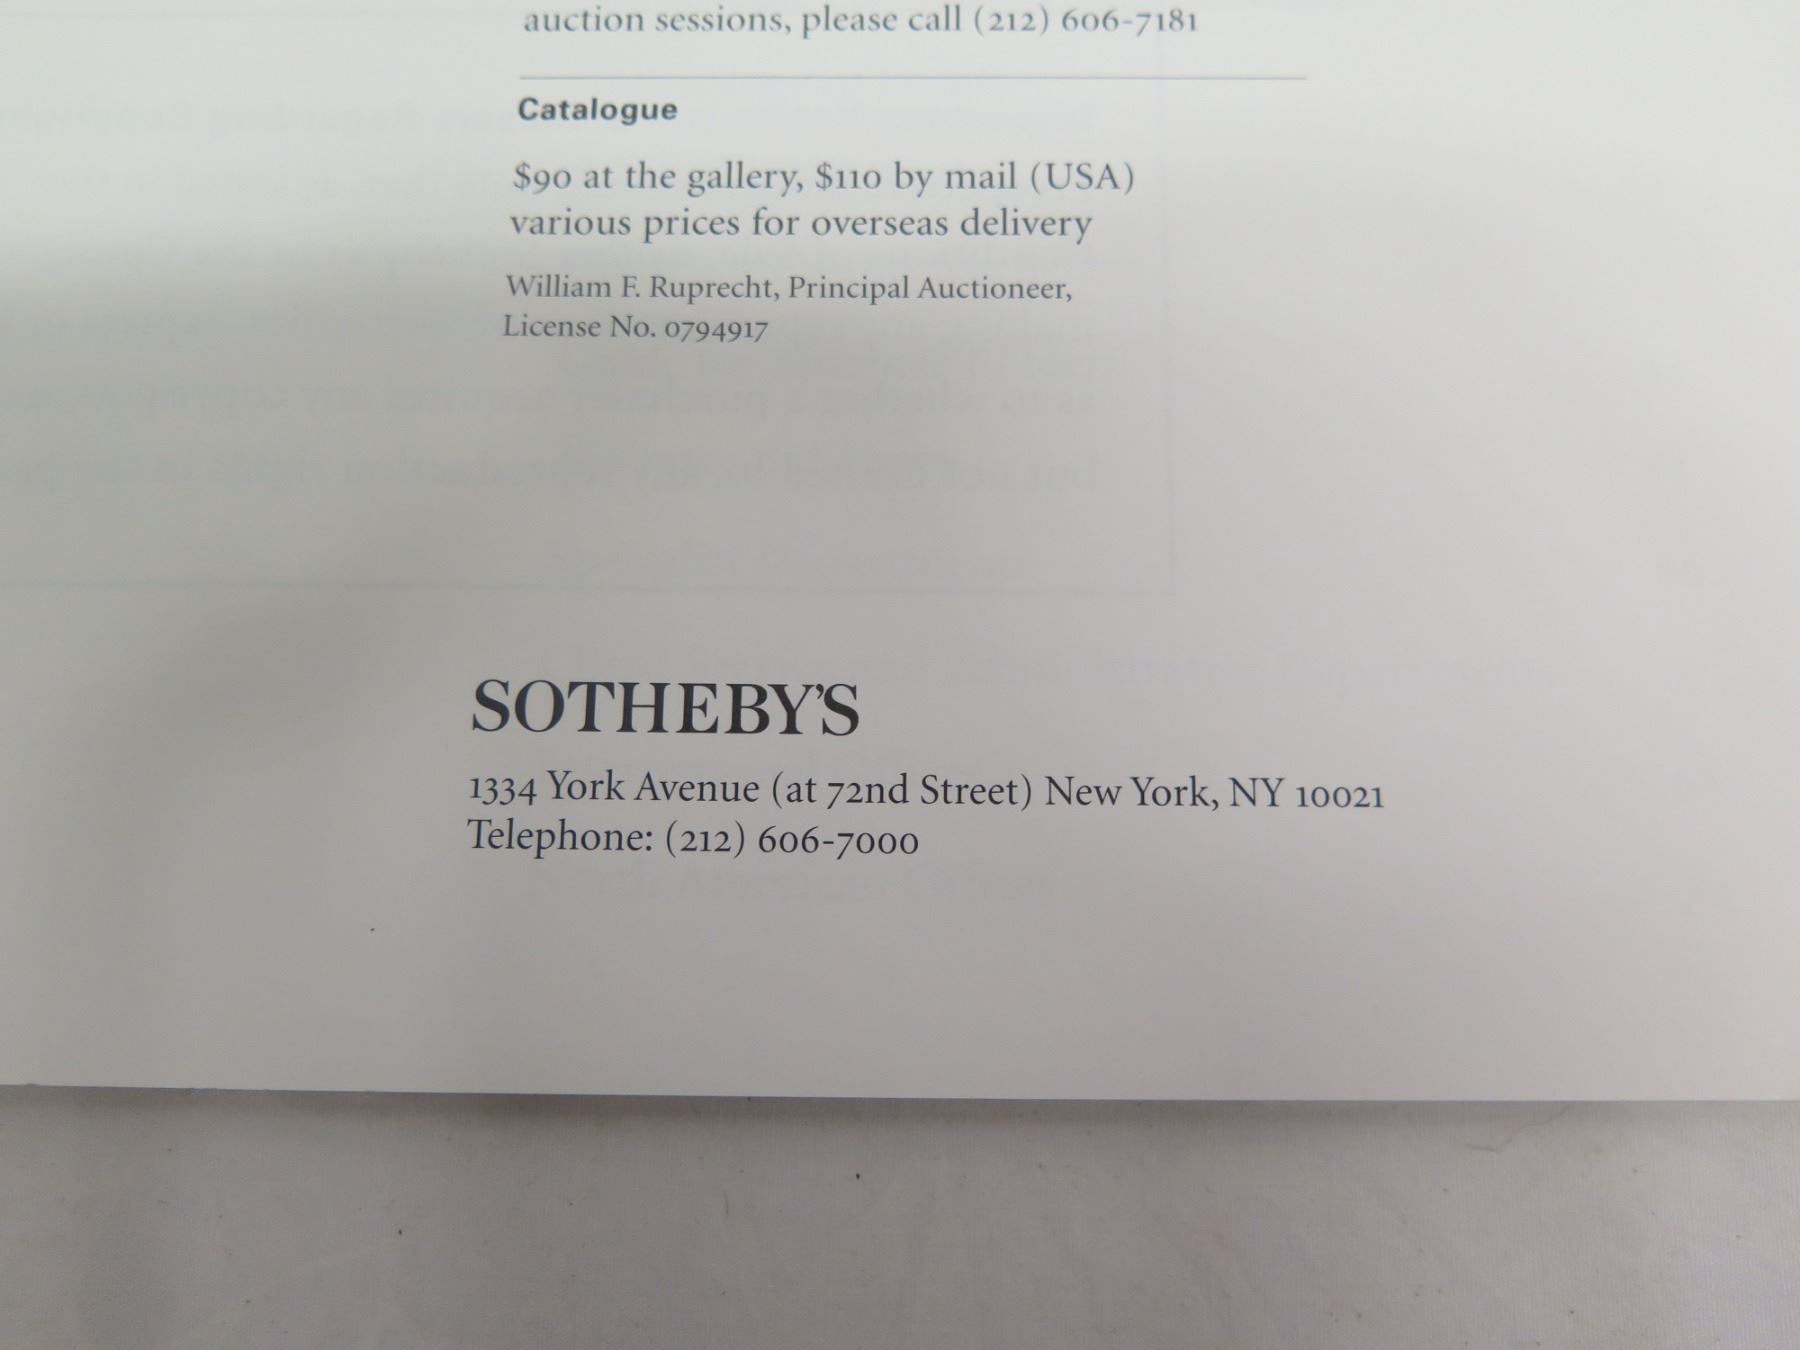 auction sessions, please call (212) 606-7181
Catalogue
$90 at the gallery, $110 by mail (USA)
various prices for overseas delivery
William F. Ruprecht, Principal Auctioneer,
License No. 0794917
SOTHEBY'S
1334 York Avenue (at 72nd Street) New York, NY 10021
Telephone: (212) 606-7000